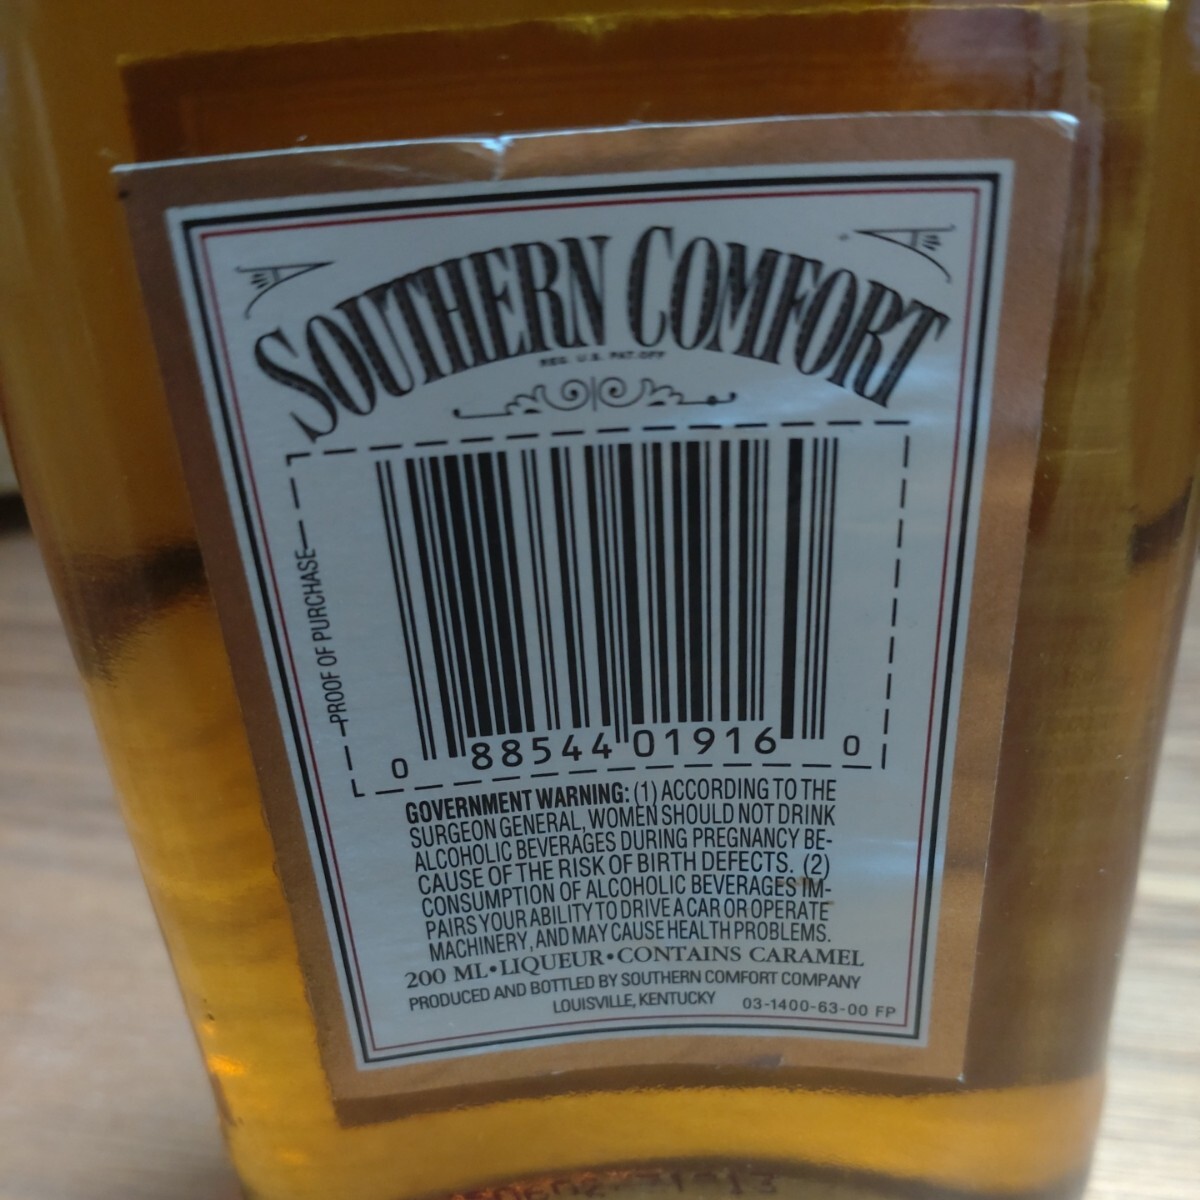 SOUTHERN COMFORT
REG. U.S. PAT. OFF
PROOF OF PURCHASE
0 88544 01916 0
GOVERNMENT WARNING: (1) ACCORDING TO THE
SURGEON GENERAL, WOMEN SHOULD NOT DRINK
ALCOHOLIC BEVERAGES DURING PREGNANCY BE-
CAUSE OF THE RISK OF BIRTH DEFECTS. (2)
CONSUMPTION OF ALCOHOLIC BEVERAGES IM-
PAIRS YOUR ABILITY TO DRIVE A CAR OR OPERATE
MACHINERY, AND MAY CAUSE HEALTH PROBLEMS.
200 ML•LIQUEUR•CONTAINS CARAMEL
PRODUCED AND BOTTLED BY SOUTHERN COMFORT COMPANY
LOUISVILLE, KENTUCKY 03-1400-63-00 FP